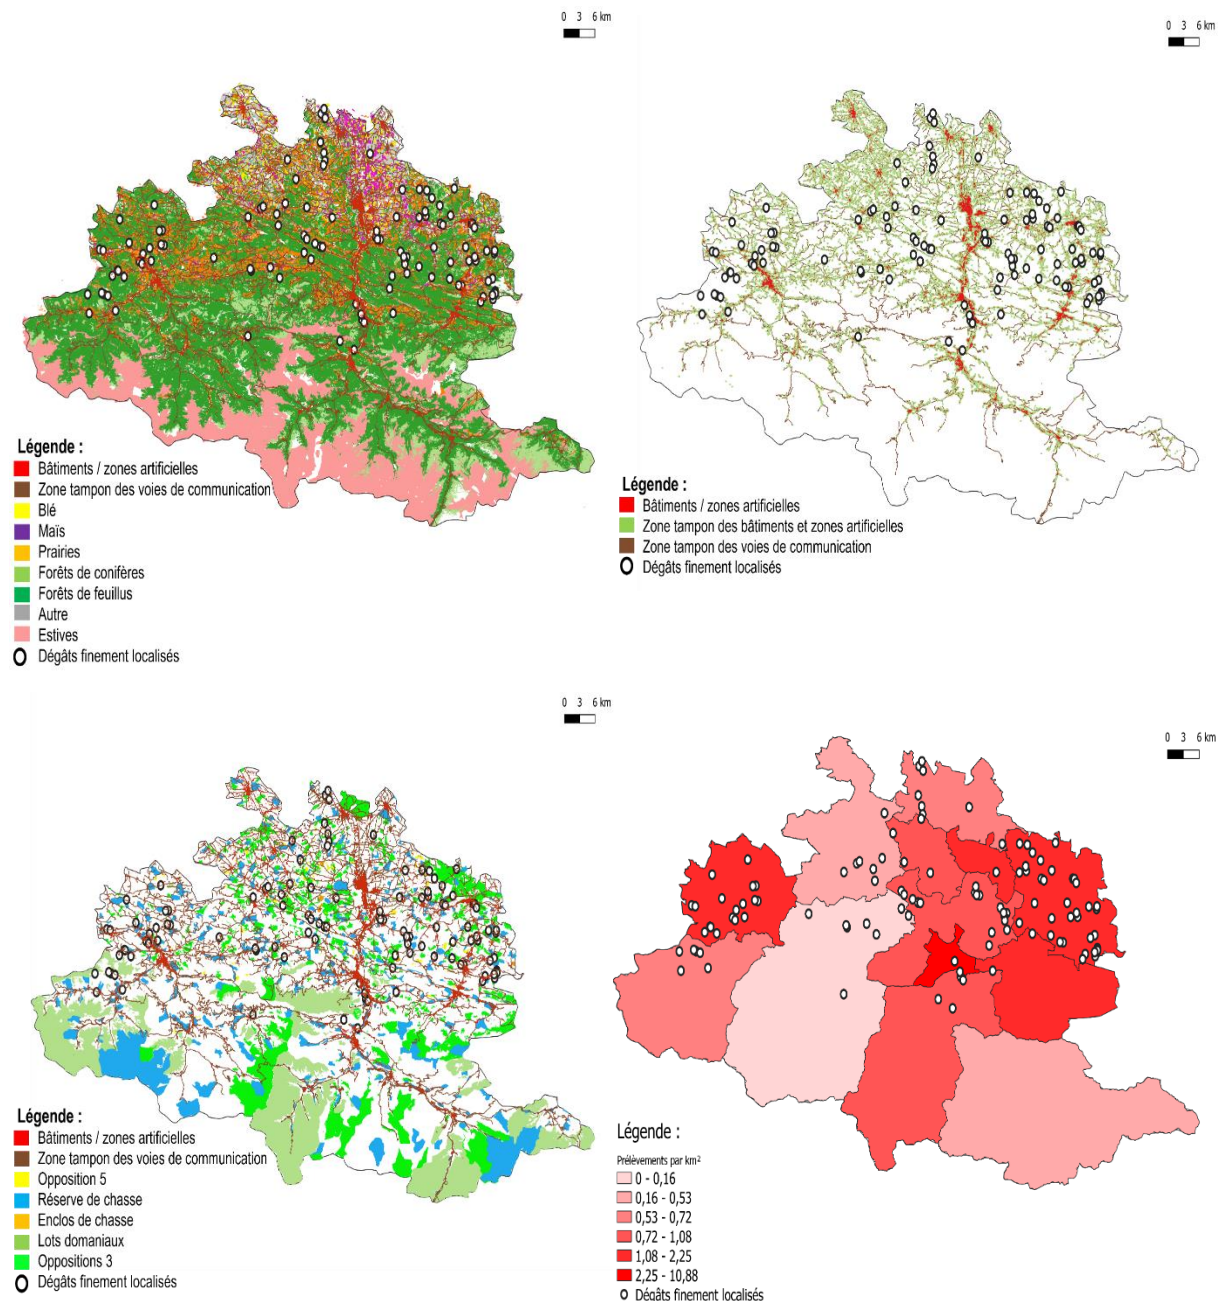 0 3 6 km
0 3 6 km
Légende :
Bâtiments / zones artificielles
Zone tampon des voies de communication
Blé
Maïs
Prairies
Forêts de conifères
Forêts de feuillus
Autre
Estives
Dégâts finement localisés
Légende :
Bâtiments / zones artificielles
Zone tampon des bâtiments et zones artificielles
Zone tampon des voies de communication
Dégâts finement localisés
0 3 6 km
0 3 6 km
Légende :
Bâtiments / zones artificielles
Zone tampon des voies de communication
Opposition 5
Réserve de chasse
Enclos de chasse
Lots domaniaux
Oppositions 3
Dégâts finement localisés
Légende :
Prélèvements par km²
0 - 0,16
0,16 - 0,53
0,53 - 0,72
0,72 - 1,08
1,08 - 2,25
2,25 - 10,88
Dégâts finement localisés